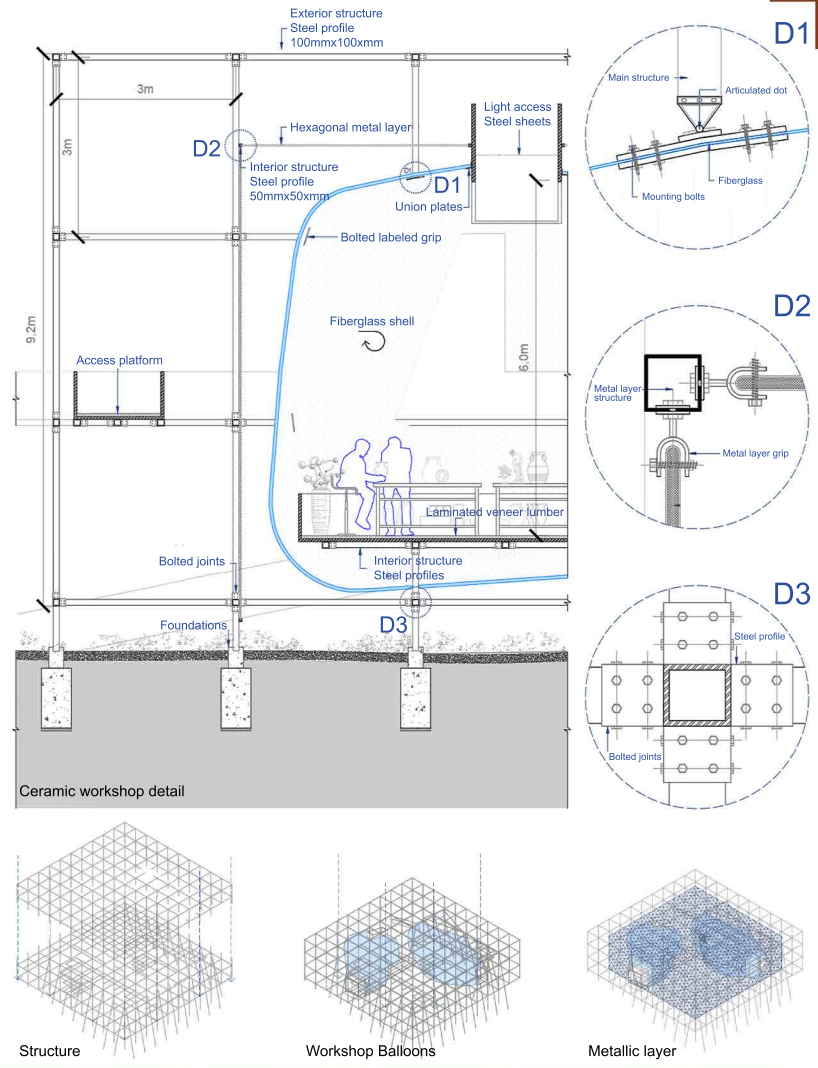 Exterior structure
Steel profile
100mmx100xmm
D1
3m
Main structure
Articulated dot
Light access
Steel sheets
Hexagonal metal layer
D2
3m
Interior structure
Steel profile
50mmx50xmm
D1
D1
Union plates
Fiberglass
Mounting bolts
Bolted labeled grip
D2
9,2m
Fiberglass shell
6,0m
Access platform
Metal layer
structure
Metal layer grip
Laminated veneer lumber
Bolted joints
Interior structure
Steel profiles
D3
Foundations
D3
Steel profile
Bolted joints
Ceramic workshop detail
Structure
Workshop Balloons
Metallic layer